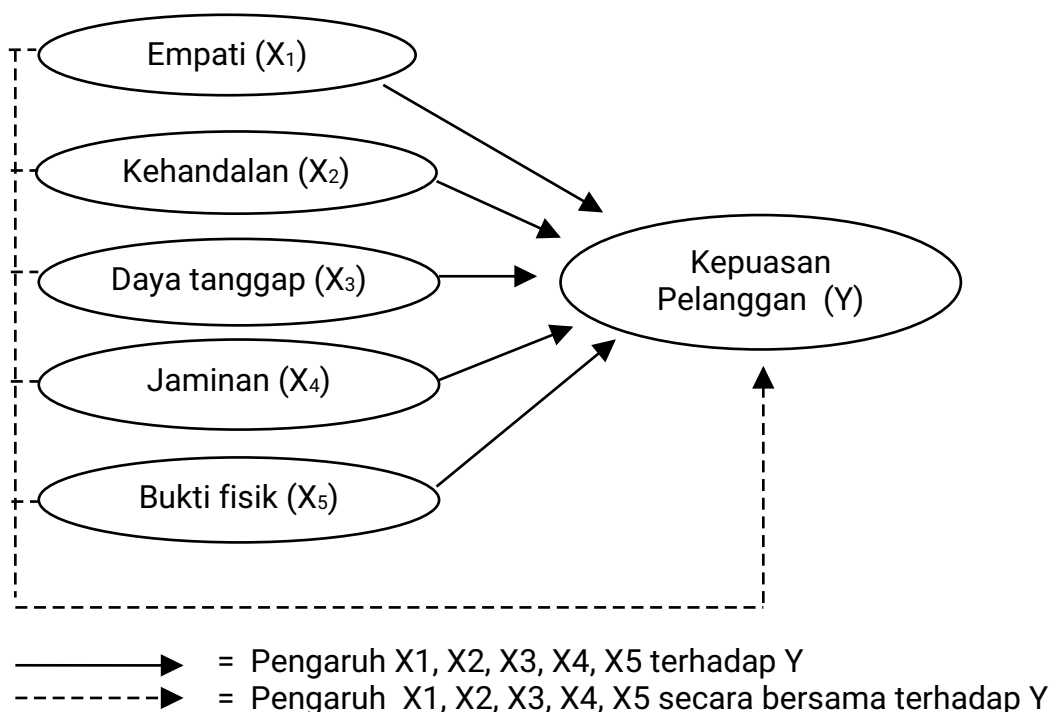 Empati (X₁)
Kehandalan (X₂)
Daya tanggap (X₃)
Kepuasan
Pelanggan (Y)
Jaminan (X₄)
Bukti fisik (X₅)
= Pengaruh X1, X2, X3, X4, X5 terhadap Y
= Pengaruh X1, X2, X3, X4, X5 secara bersama terhadap Y